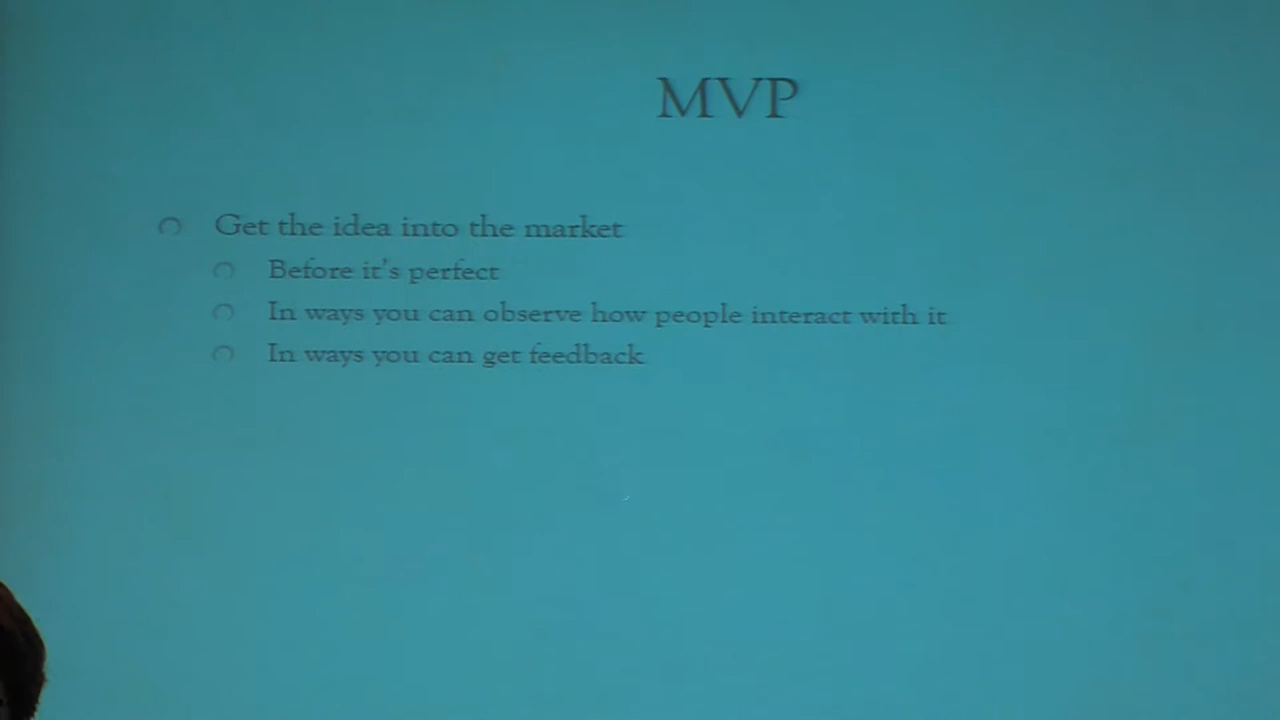 MVP
Get the idea into the market
Before it's perfect
In ways you can observe how people interact with it
In ways you can get feedback